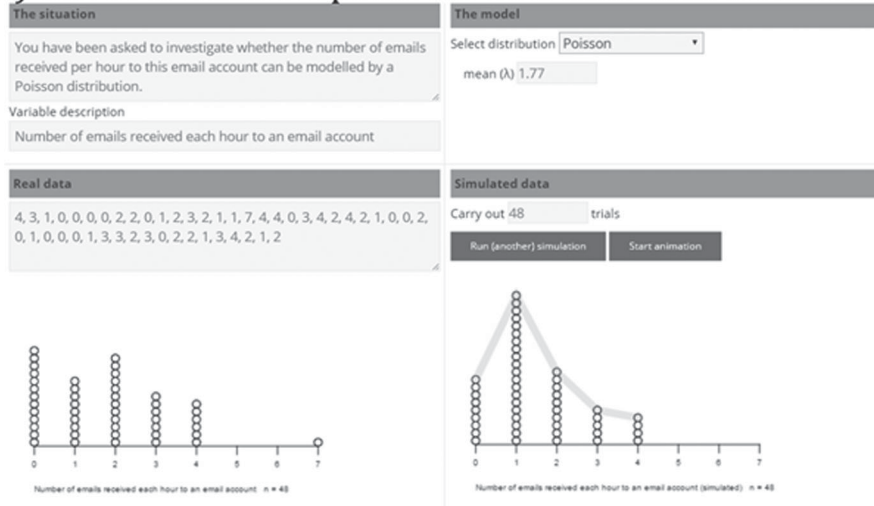 The situation
You have been asked to investigate whether the number of emails
received per hour to this email account can be modelled by a
Poisson distribution.
Variable description
Number of emails received each hour to an email account
The model
Select distribution Poisson
mean (λ) 1.77
Real data
4, 3, 1, 0, 0, 0, 0, 2, 2, 0, 1, 2, 3, 2, 1, 1, 7, 4, 4, 0, 3, 4, 2, 4, 2, 1, 0, 0, 2,
0, 1, 0, 0, 0, 1, 3, 3, 2, 3, 0, 2, 2, 1, 3, 4, 2, 1, 2
Simulated data
Carry out 48 trials
Run (another) simulation Start animation
0 1 2 3 4 5 6 7
Number of emails received each hour to an email account n = 48
0 1 2 3 4 5 6 7
Number of emails received each hour to an email account (simulated) n = 48